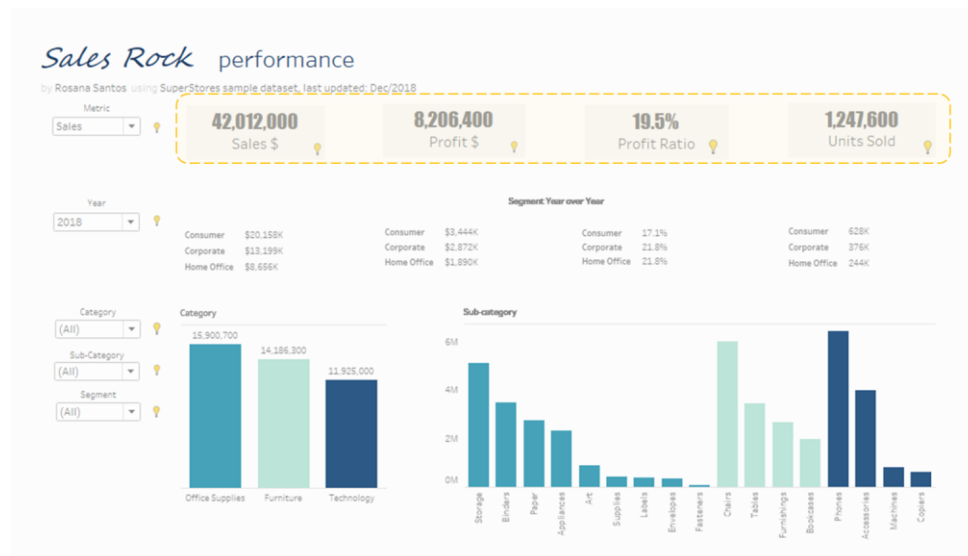 Sales Rock performance
by Rosana Santos using SuperStores sample dataset, last updated: Dec/2018
Metric
Sales
42,012,000
Sales $
8,206,400
Profit $
19.5%
Profit Ratio
1,247,600
Units Sold
Year
2018
Segment Year over Year
Consumer $20,158K
Corporate $13,199K
Home Office $8,656K
Consumer $3,444K
Corporate $2,872K
Home Office $1,890K
Consumer 17.1%
Corporate 21.8%
Home Office 21.8%
Consumer 628K
Corporate 376K
Home Office 244K
Category
(All)
Sub-Category
(All)
Segment
(All)
Category
15,900,700
14,186,300
11,925,000
Office Supplies
Furniture
Technology
Sub-category
6M
4M
2M
0M
Storage
Binders
Paper
Appliances
Art
Supplies
Labels
Envelopes
Fasteners
Chairs
Tables
Furnishings
Bookcases
Phones
Accessories
Machines
Copiers